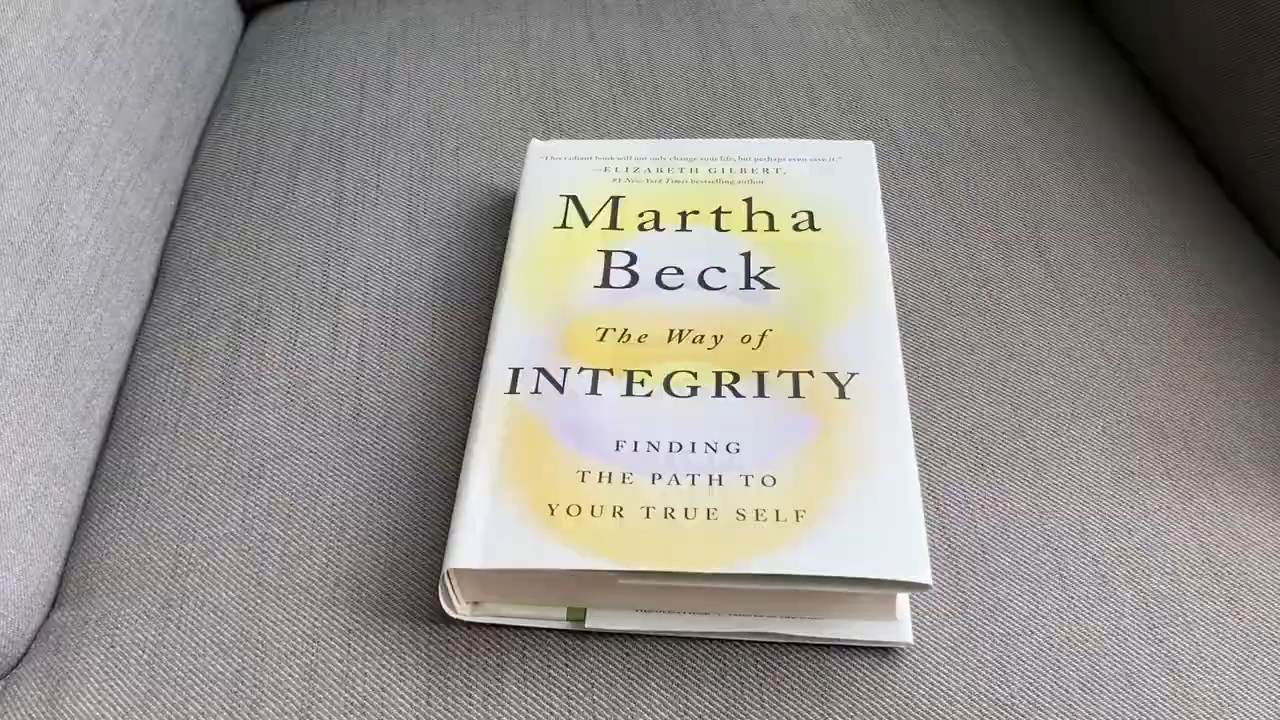 "This radiant book will not only change your life, but perhaps even save it."
—ELIZABETH GILBERT,
#1 New York Times bestselling author
Martha
Beck
The Way of
INTEGRITY
FINDING
THE PATH TO
YOUR TRUE SELF